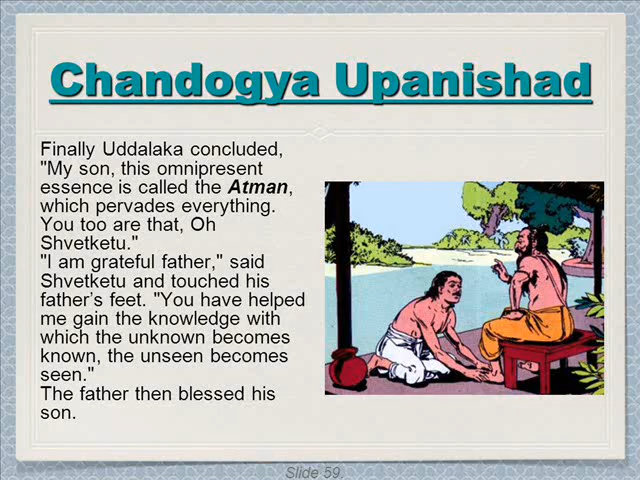 Chandogya Upanishad
Finally Uddalaka concluded,
"My son, this omnipresent
essence is called the Atman,
which pervades everything.
You too are that, Oh
Shvetketu."
"I am grateful father," said
Shvetketu and touched his
father's feet. "You have helped
me gain the knowledge with
which the unknown becomes
known, the unseen becomes
seen."
The father then blessed his
son.
Slide 59.